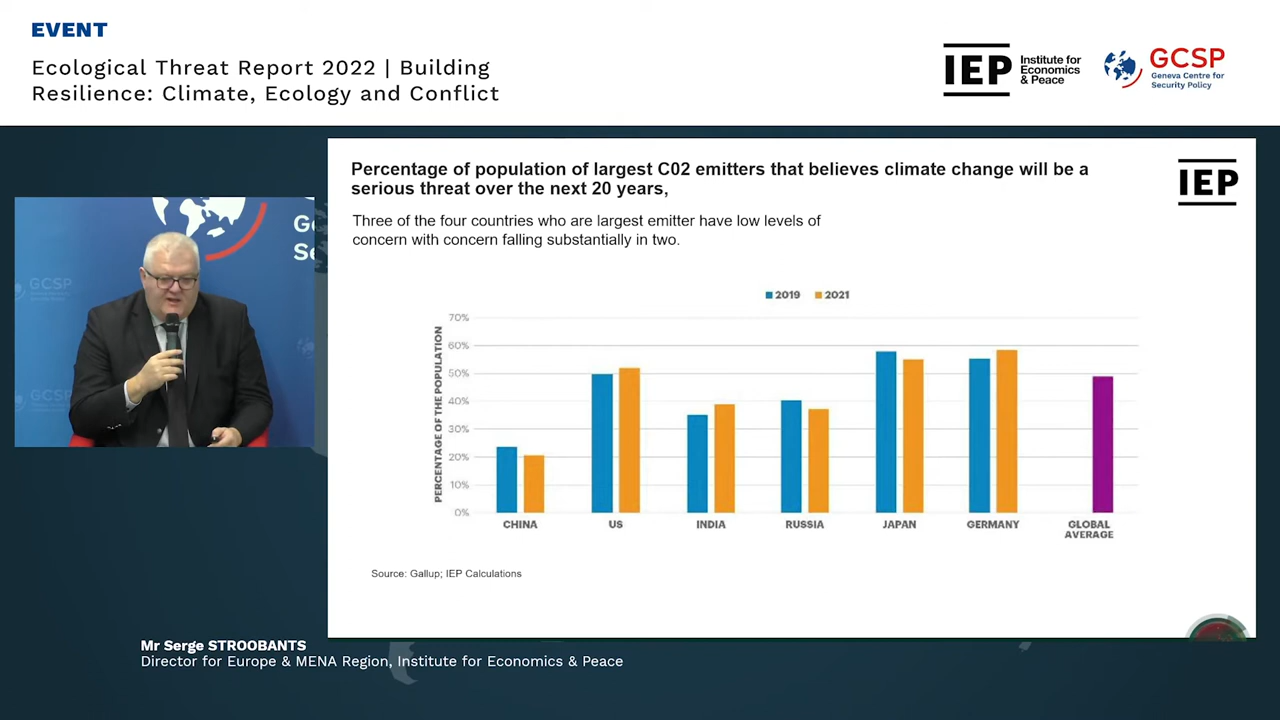 EVENT
Ecological Threat Report 2022 | Building
Resilience: Climate, Ecology and Conflict
IEP
Institute for
Economics
& Peace
GCSP
Geneva Centre for
Security Policy
Percentage of population of largest C02 emitters that believes climate change will be a
serious threat over the next 20 years,
IEP
Three of the four countries who are largest emitter have low levels of
concern with concern falling substantially in two.
2019 2021
PERCENTAGE OF THE POPULATION
70%
60%
50%
40%
30%
20%
10%
0%
CHINA US INDIA RUSSIA JAPAN GERMANY GLOBAL
AVERAGE
Source: Gallup; IEP Calculations
GCSP
GCSP
Mr Serge STROOBANTS
Director for Europe & MENA Region, Institute for Economics & Peace